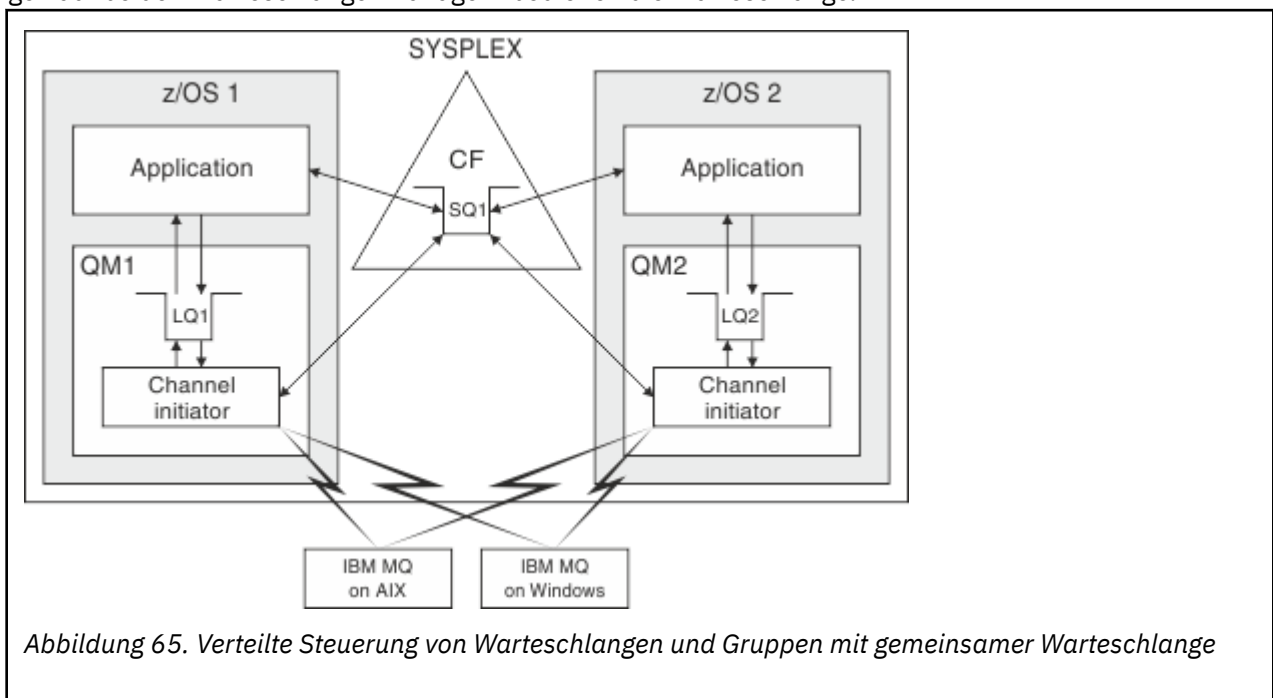 SYSPLEX
z/OS 1
z/OS 2
Application
CF
Application
SQ1
QM1
QM2
LQ1
LQ2
Channel
initiator
Channel
initiator
IBM MQ
on AIX
IBM MQ
on Windows
Abbildung 65. Verteilte Steuerung von Warteschlangen und Gruppen mit gemeinsamer Warteschlange